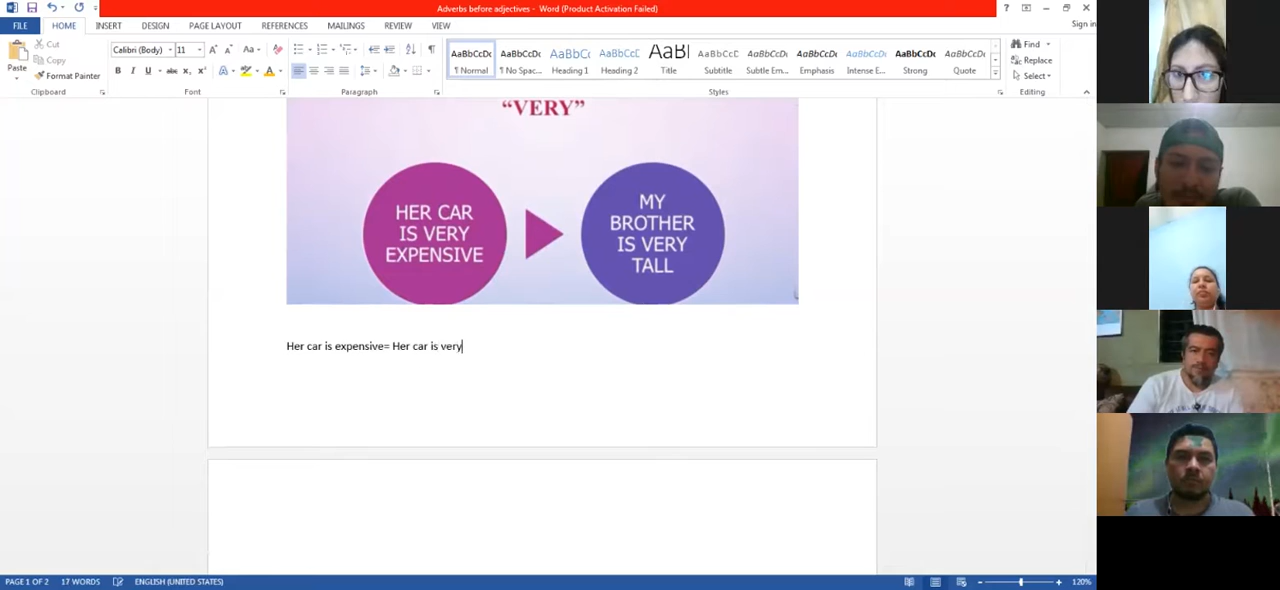 Adverbs before adjectives - Word (Product Activation Failed)
Sign in
FILE HOME INSERT DESIGN PAGE LAYOUT REFERENCES MAILINGS REVIEW VIEW
Cut
Copy
Paste
Format Painter
Calibri (Body) 11
AaBbCcDc AaBbCcDc AaBbC( AaBbCcC AaBl AaBbCcC AaBbCcDc AaBbCcDc AaBbCcDc AaBbCcDc AaBbCcDc
¶ Normal ¶ No Spac... Heading 1 Heading 2 Title Subtitle Subtle Em... Emphasis Intense E... Strong Quote
Find
Replace
Select
Clipboard Font Paragraph Styles Editing
“VERY”
HER CAR
IS VERY
EXPENSIVE
MY
BROTHER
IS VERY
TALL
Her car is expensive= Her car is very
PAGE 1 OF 2 17 WORDS ENGLISH (UNITED STATES) 120%